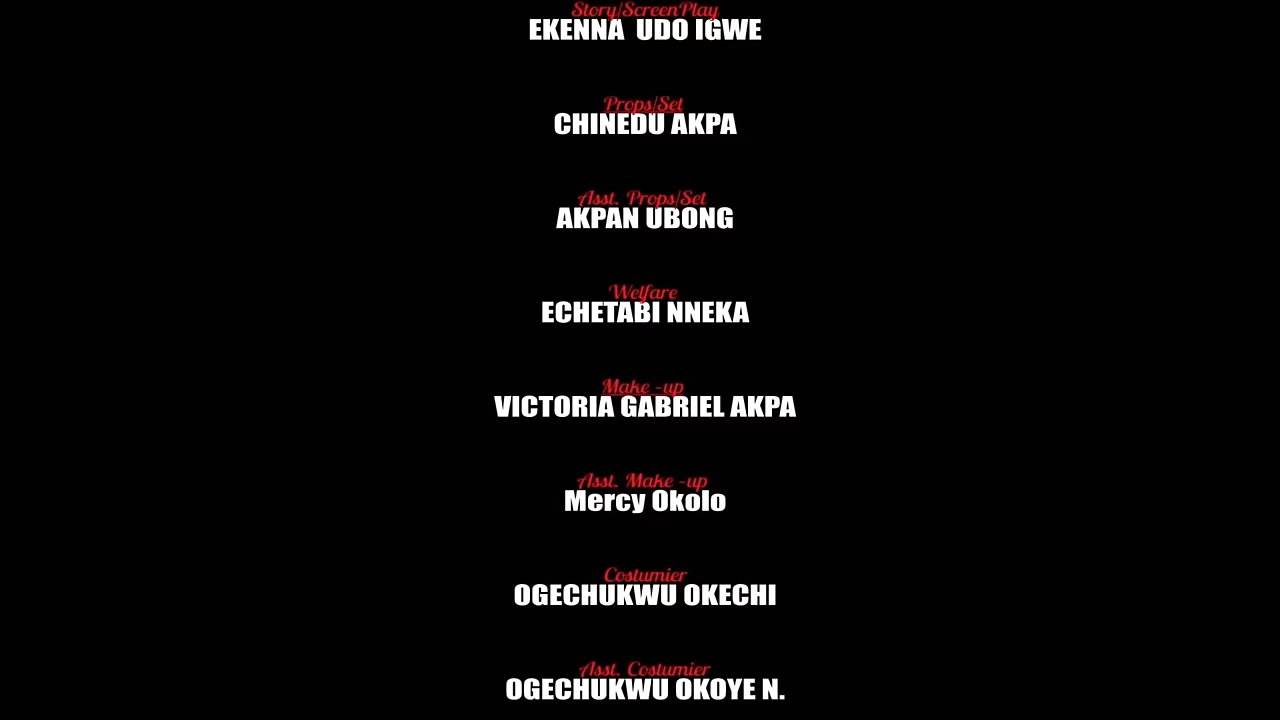 Story/ScreenPlay
EKENNA UDO IGWE
Props/Set
CHINEDU AKPA
Asst. Props/Set
AKPAN UBONG
Welfare
ECHETABI NNEKA
Make -up
VICTORIA GABRIEL AKPA
Asst. Make -up
Mercy Okolo
Costumier
OGECHUKWU OKECHI
Asst. Costumier
OGECHUKWU OKOYE N.